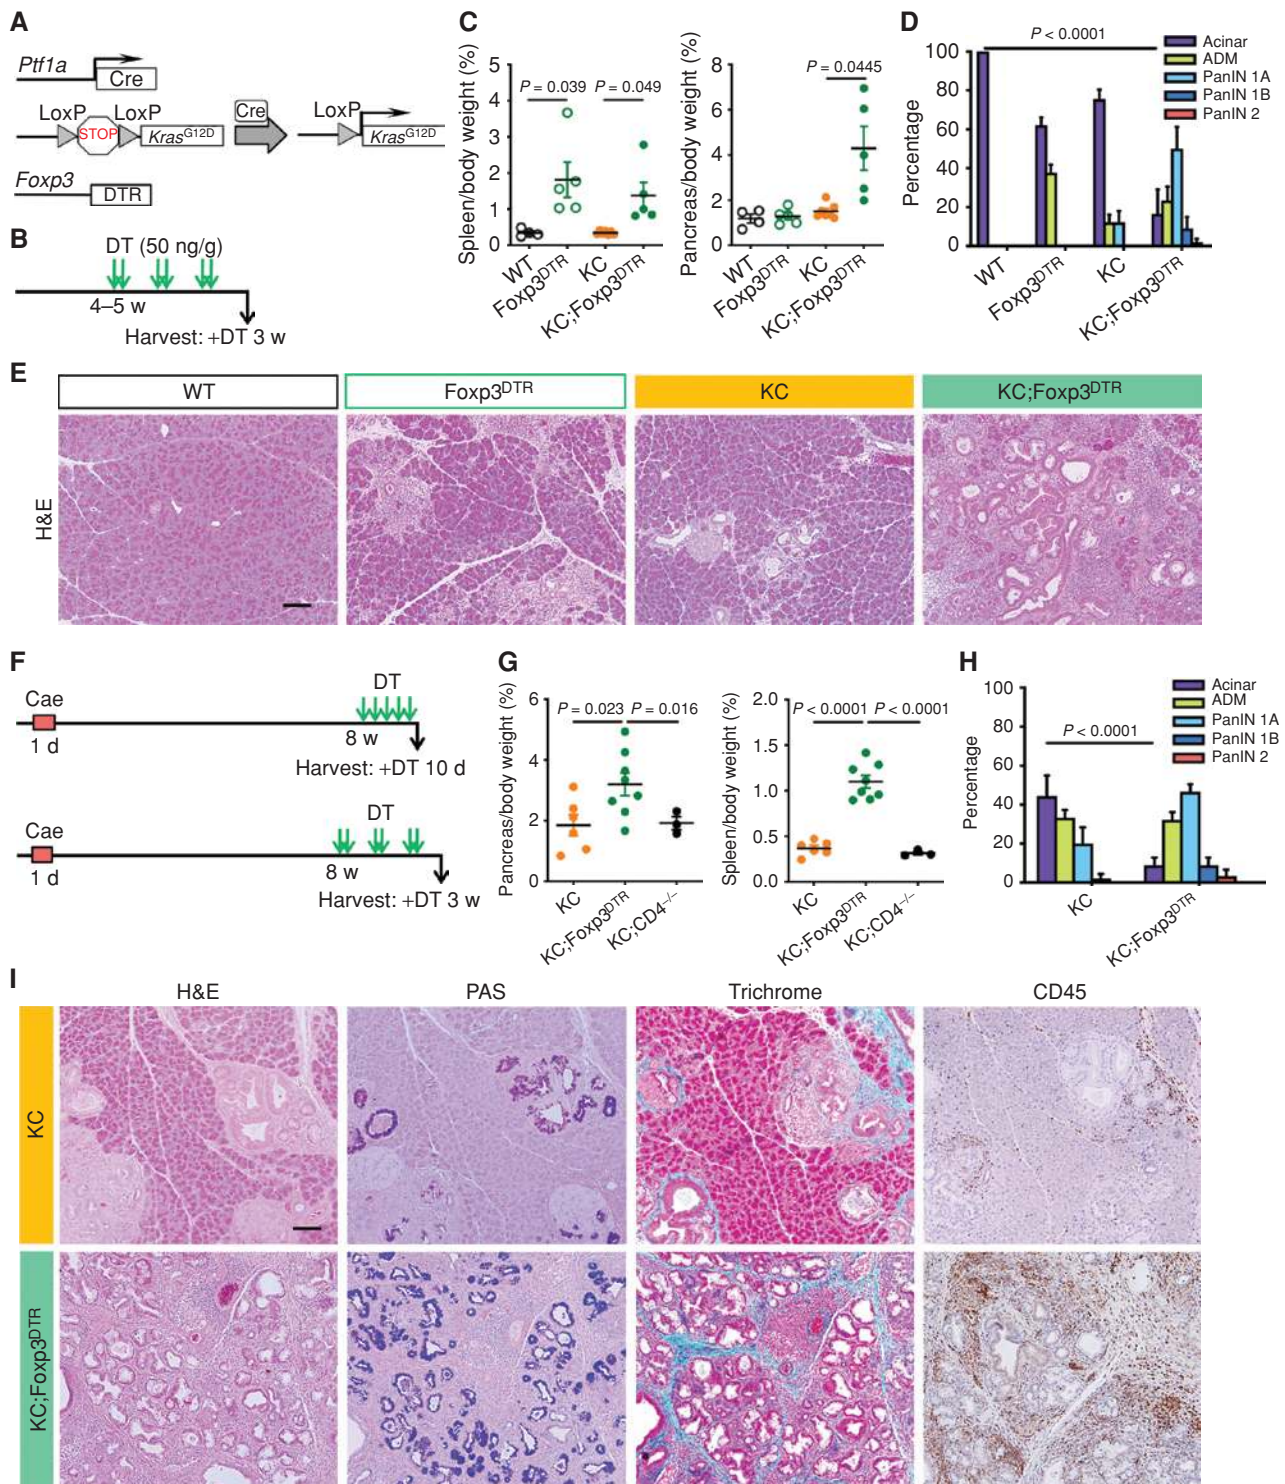 A
Ptf1a
Cre
LoxP LoxP
STOP
KrasG12D
Cre
LoxP
KrasG12D
Foxp3
DTR
B
DT (50 ng/g)
4–5 w
Harvest: +DT 3 w
C
Spleen/body weight (%)
5
4
3
2
1
0
P = 0.039
P = 0.049
WT
Foxp3DTR
KC
KC;Foxp3DTR
Pancreas/body weight (%)
8
6
4
2
0
P = 0.0445
WT
Foxp3DTR
KC
KC;Foxp3DTR
D
Percentage
100
80
60
40
20
0
P < 0.0001
Acinar
ADM
PanIN 1A
PanIN 1B
PanIN 2
WT
Foxp3DTR
KC
KC;Foxp3DTR
E
WT
Foxp3DTR
KC
KC;Foxp3DTR
H&E
F
Cae
1 d
DT
8 w
Harvest: +DT 10 d
Cae
1 d
DT
8 w
Harvest: +DT 3 w
G
Pancreas/body weight (%)
6
4
2
0
P = 0.023
P = 0.016
KC
KC;Foxp3DTR
KC;CD4−/−
Spleen/body weight (%)
2.0
1.5
1.0
0.5
0.0
P < 0.0001
P < 0.0001
KC
KC;Foxp3DTR
KC;CD4−/−
H
Percentage
100
80
60
40
20
0
P < 0.0001
Acinar
ADM
PanIN 1A
PanIN 1B
PanIN 2
KC
KC;Foxp3DTR
I
H&E
PAS
Trichrome
CD45
KC
KC;Foxp3DTR